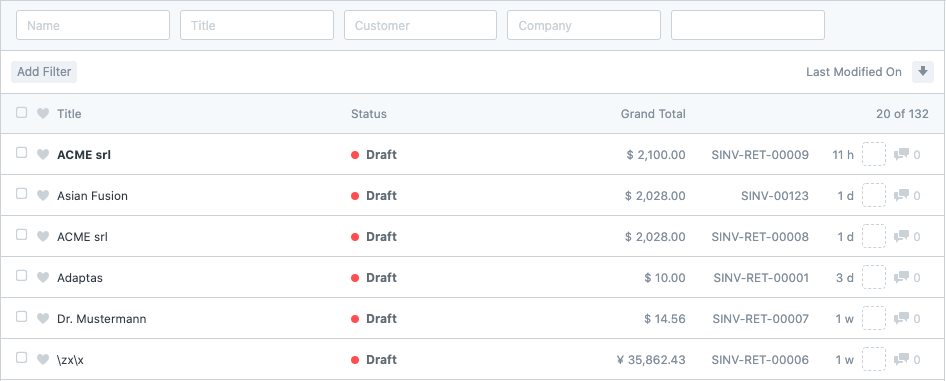 Name Title Customer Company
Add Filter Last Modified On
Title Status Grand Total 20 of 132
ACME srl Draft $ 2,100.00 SINV-RET-00009 11 h 0
Asian Fusion Draft $ 2,028.00 SINV-00123 1 d 0
ACME srl Draft $ 2,028.00 SINV-RET-00008 1 d 0
Adaptas Draft $ 10.00 SINV-RET-00001 3 d 0
Dr. Mustermann Draft $ 14.56 SINV-RET-00007 1 w 0
\zx\x Draft ¥ 35,862.43 SINV-RET-00006 1 w 0